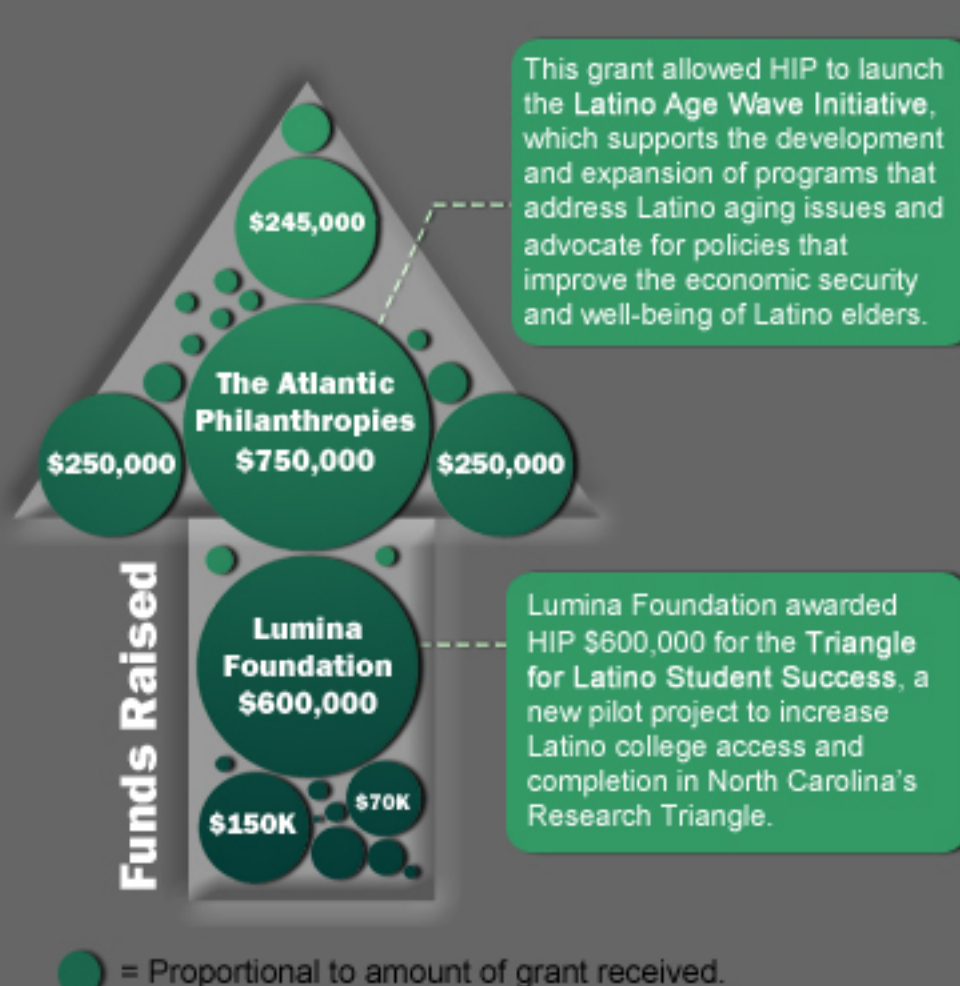 This grant allowed HIP to launch
the Latino Age Wave Initiative,
which supports the development
and expansion of programs that
address Latino aging issues and
advocate for policies that
improve the economic security
and well-being of Latino elders.
$245,000
The Atlantic
Philanthropies
$750,000
$250,000
$250,000
Funds Raised
Lumina
Foundation
$600,000
Lumina Foundation awarded
HIP $600,000 for the Triangle
for Latino Student Success, a
new pilot project to increase
Latino college access and
completion in North Carolina's
Research Triangle.
$150K
$70K
= Proportional to amount of grant received.